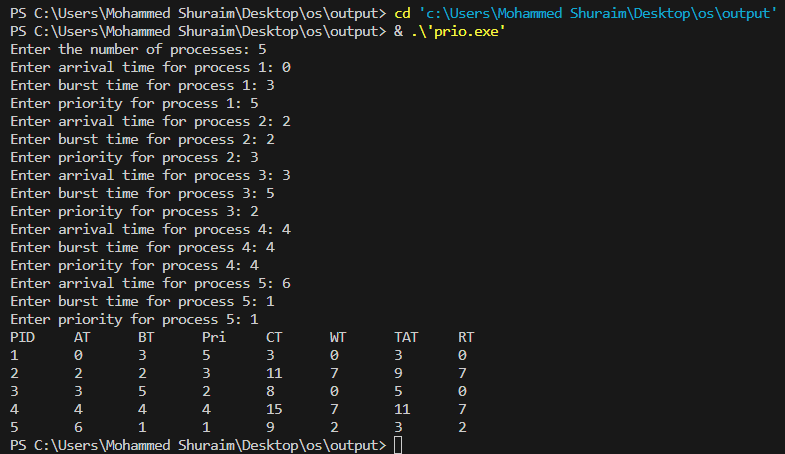 PS C:\Users\Mohammed Shuraim\Desktop\os\output> cd 'c:\Users\Mohammed Shuraim\Desktop\os\output'
PS C:\Users\Mohammed Shuraim\Desktop\os\output> & .\'prio.exe'
Enter the number of processes: 5
Enter arrival time for process 1: 0
Enter burst time for process 1: 3
Enter priority for process 1: 5
Enter arrival time for process 2: 2
Enter burst time for process 2: 2
Enter priority for process 2: 3
Enter arrival time for process 3: 3
Enter burst time for process 3: 5
Enter priority for process 3: 2
Enter arrival time for process 4: 4
Enter burst time for process 4: 4
Enter priority for process 4: 4
Enter arrival time for process 5: 6
Enter burst time for process 5: 1
Enter priority for process 5: 1
PID AT BT Pri CT WT TAT RT
1 0 3 5 3 0 3 0
2 2 2 3 11 7 9 7
3 3 5 2 8 0 5 0
4 4 4 4 15 7 11 7
5 6 1 1 9 2 3 2
PS C:\Users\Mohammed Shuraim\Desktop\os\output>